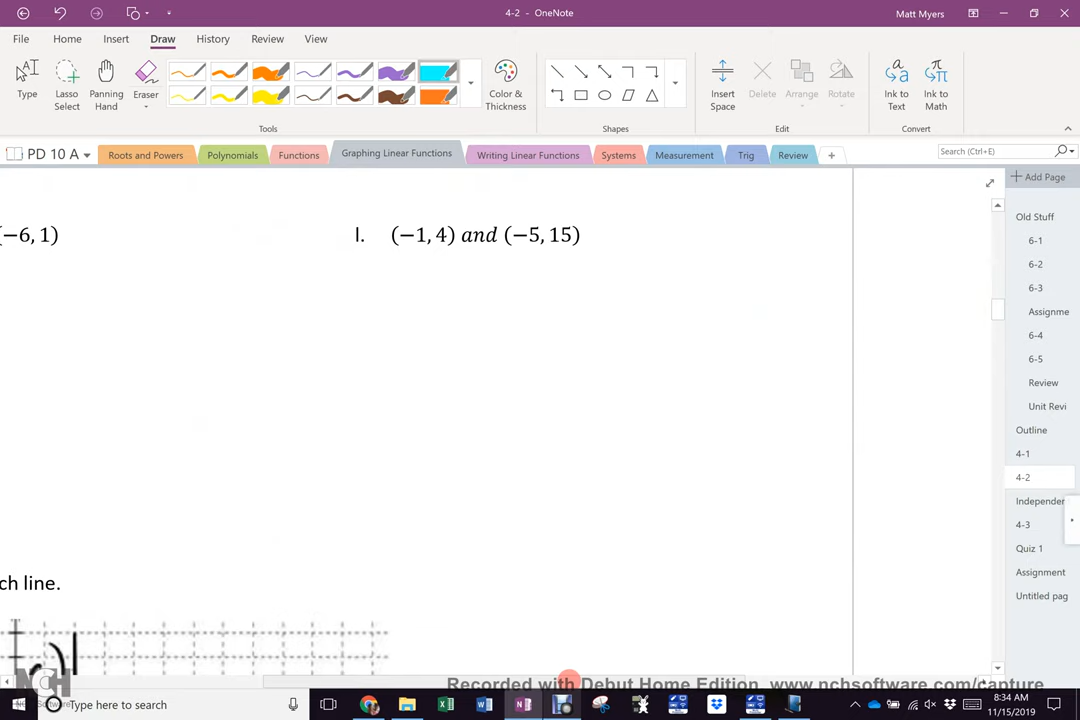 4-2 - OneNote
Matt Myers
File Home Insert Draw History Review View
Type
Lasso Select
Panning Hand
Eraser
Color & Thickness
Insert Space
Delete
Arrange
Rotate
Ink to Text
Ink to Math
Tools
Shapes
Edit
Convert
PD 10 A
Roots and Powers
Polynomials
Functions
Graphing Linear Functions
Writing Linear Functions
Systems
Measurement
Trig
Review
Search (Ctrl+E)
Add Page
Old Stuff
6-1
6-2
6-3
Assignme
6-4
6-5
Review
Unit Revi
Outline
4-1
4-2
Independer
4-3
Quiz 1
Assignment
Untitled pag
(−6, 1)
l. (−1, 4) and (−5, 15)
ch line.
NCH Software
Recorded with Debut Home Edition. www.nchsoftware.com/capture
Type here to search
8:34 AM
11/15/2019